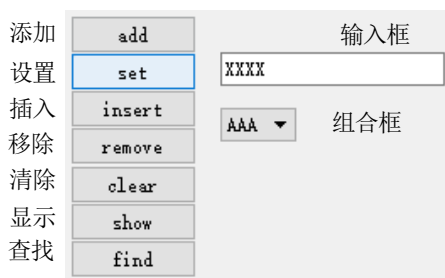 添加 add 输入框
设置 set XXXX
插入 insert
AAA 组合框
移除 remove
清除 clear
显示 show
查找 find